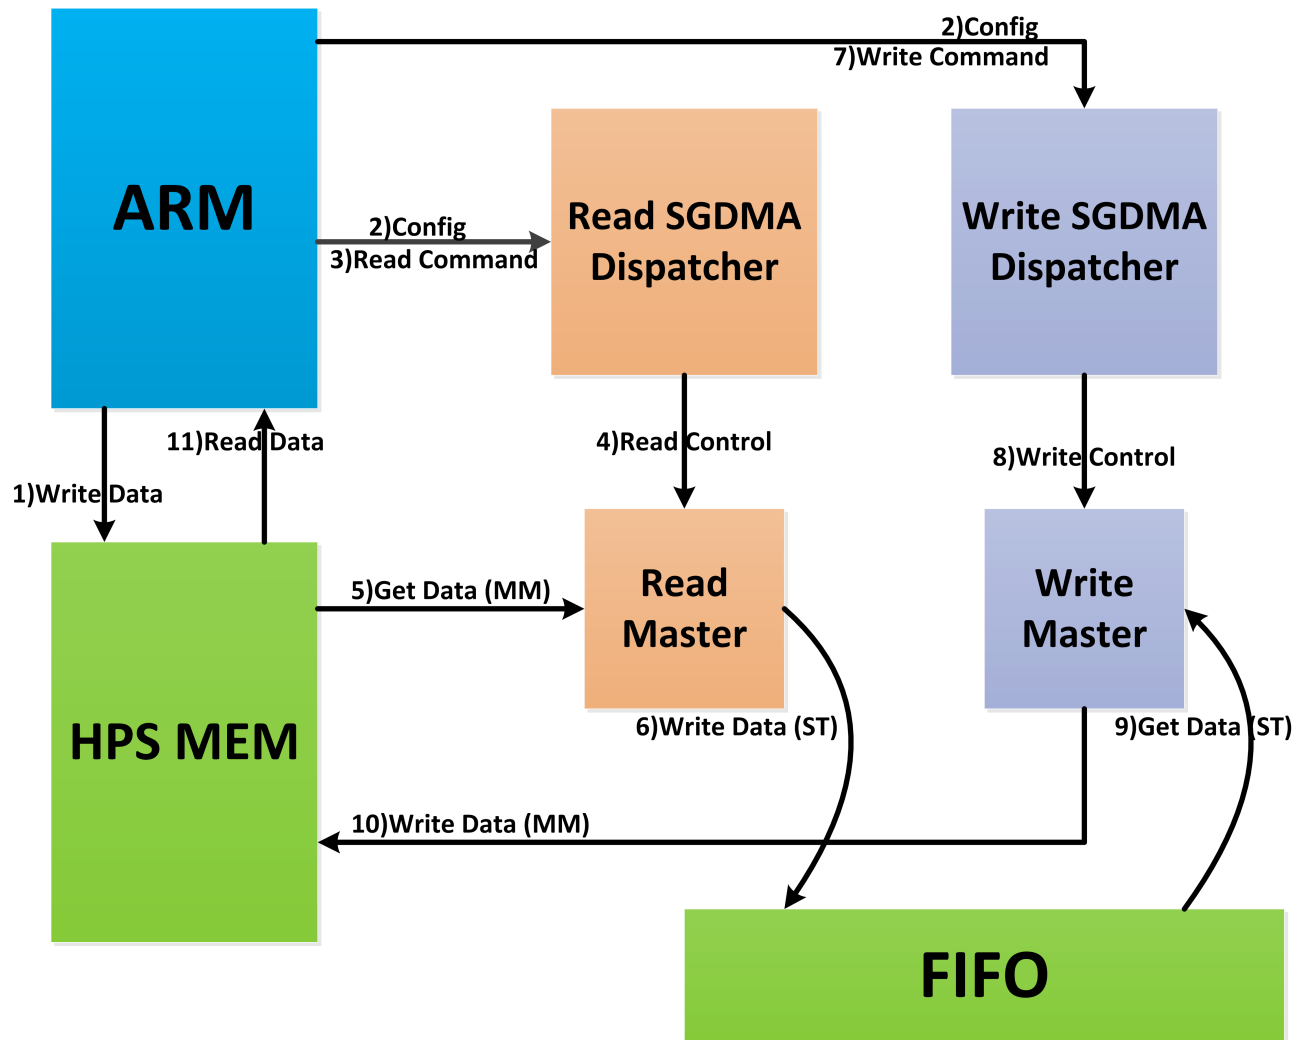 2)Config
7)Write Command
ARM
Read SGDMA
Dispatcher
Write SGDMA
Dispatcher
2)Config
3)Read Command
11)Read Data
4)Read Control
8)Write Control
1)Write Data
5)Get Data (MM)
Read
Master
Write
Master
HPS MEM
6)Write Data (ST)
9)Get Data (ST)
10)Write Data (MM)
FIFO